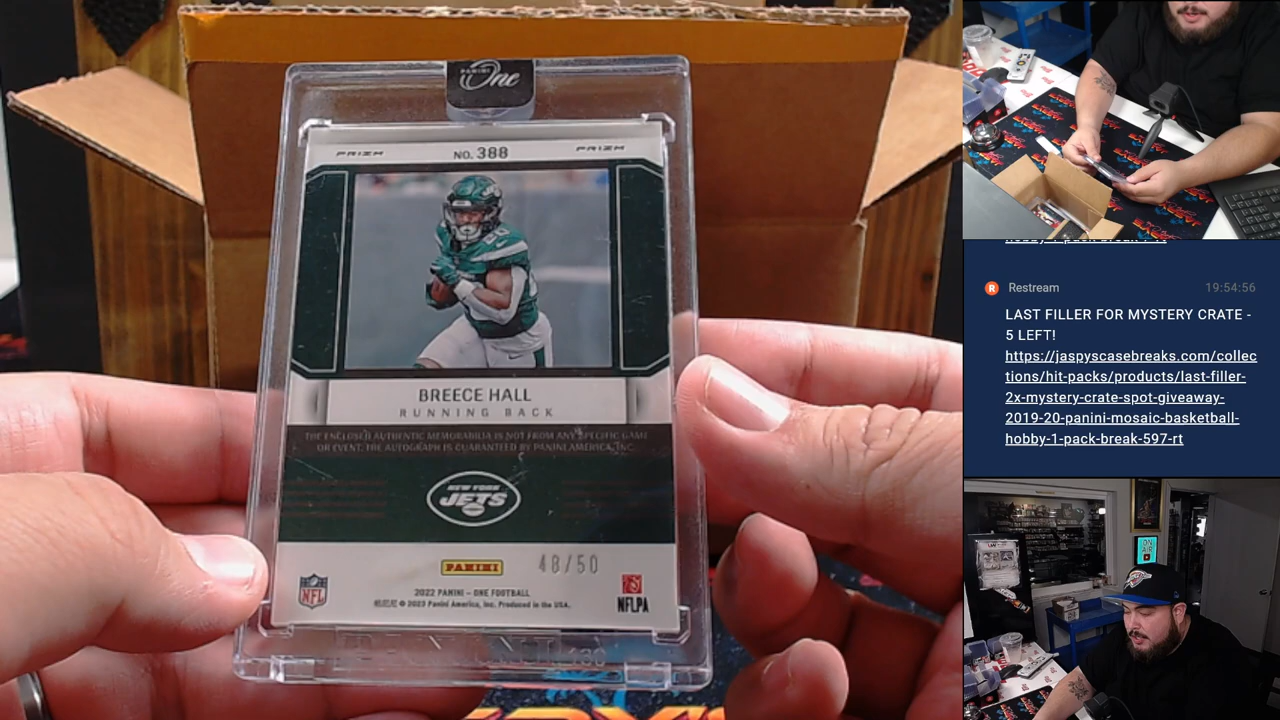 PANINI
One
PRIZM
NO. 388
PRIZM
BREECE HALL
RUNNING BACK
THE ENCLOSED AUTHENTIC MEMORABILIA IS NOT FROM ANY SPECIFIC GAME
OR EVENT. THE AUTOGRAPH IS GUARANTEED BY PANINI AMERICA, INC.
NEW YORK
JETS
PANINI
48/50
NFL
2022 PANINI – ONE FOOTBALL
© 2023 Panini America, Inc. Produced in the USA.
NFLPA
Restream
19:54:56
LAST FILLER FOR MYSTERY CRATE -
5 LEFT!
https://jaspyscasebreaks.com/collec
tions/hit-packs/products/last-filler-
2x-mystery-crate-spot-giveaway-
2019-20-panini-mosaic-basketball-
hobby-1-pack-break-597-rt
ON
AIR